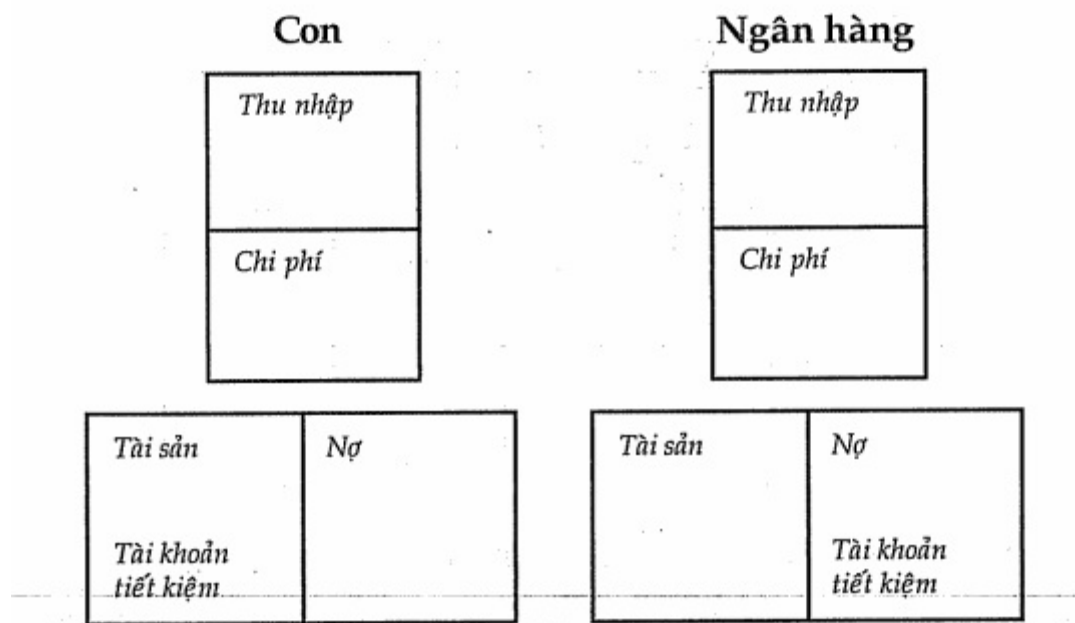 Con
Ngân hàng
Thu nhập
Thu nhập
Chi phí
Chi phí
Tài sản
Nợ
Tài sản
Nợ
Tài khoản
tiết kiệm
Tài khoản
tiết kiệm